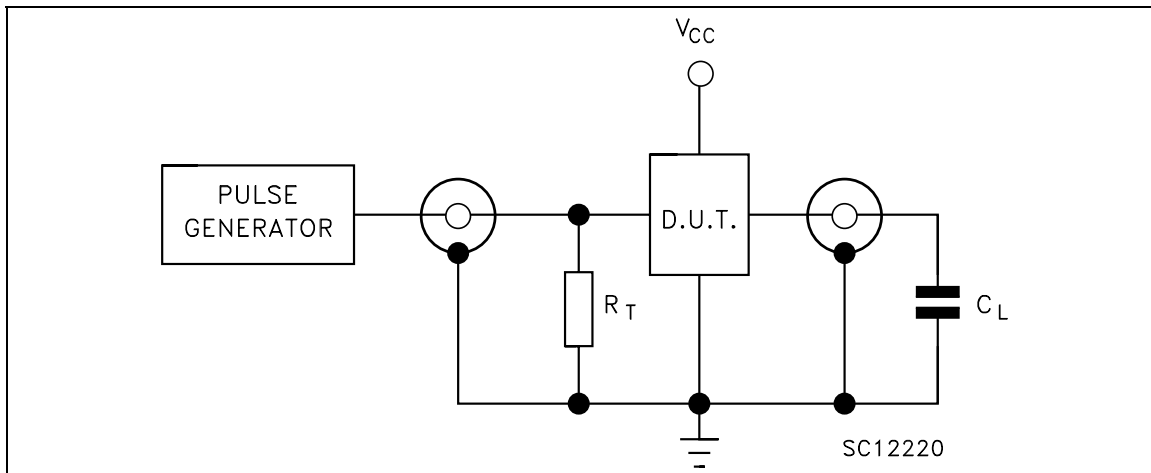 VCC
PULSE
GENERATOR
D.U.T.
RT
CL
SC12220